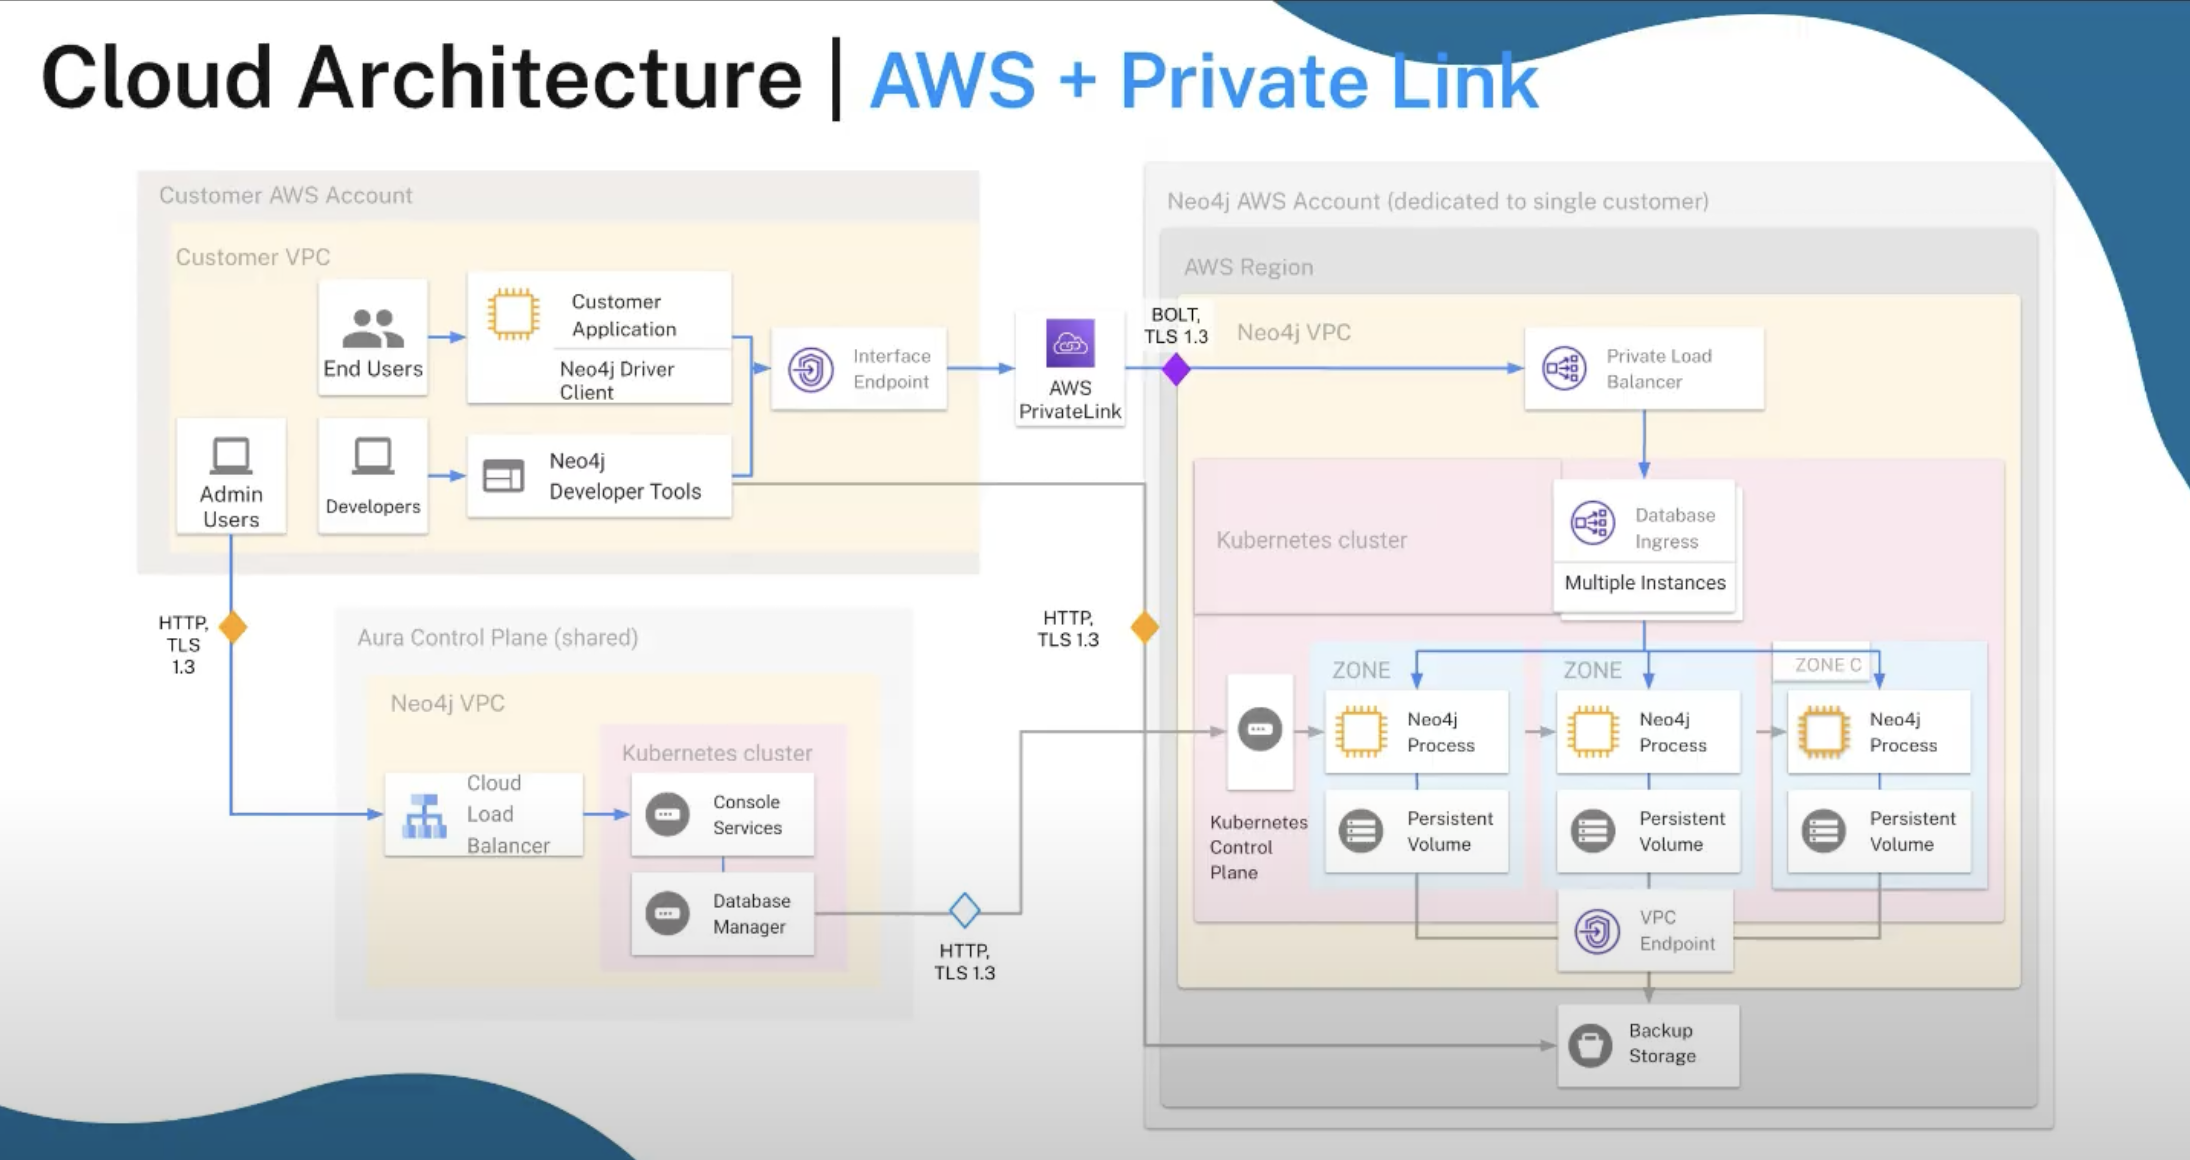 Cloud Architecture | AWS + Private Link
Customer AWS Account
Customer VPC
End Users
Customer
Application
Neo4j Driver
Client
Interface
Endpoint
AWS
PrivateLink
Admin
Users
Developers
Neo4j
Developer Tools
HTTP,
TLS
1.3
Aura Control Plane (shared)
Neo4j VPC
Kubernetes cluster
Cloud
Load
Balancer
Console
Services
Database
Manager
HTTP,
TLS 1.3
HTTP,
TLS 1.3
BOLT,
TLS 1.3
Neo4j AWS Account (dedicated to single customer)
AWS Region
Neo4j VPC
Private Load
Balancer
Kubernetes cluster
Database
Ingress
Multiple Instances
ZONE
ZONE
ZONE C
Kubernetes
Control
Plane
Neo4j
Process
Neo4j
Process
Neo4j
Process
Persistent
Volume
Persistent
Volume
Persistent
Volume
VPC
Endpoint
Backup
Storage